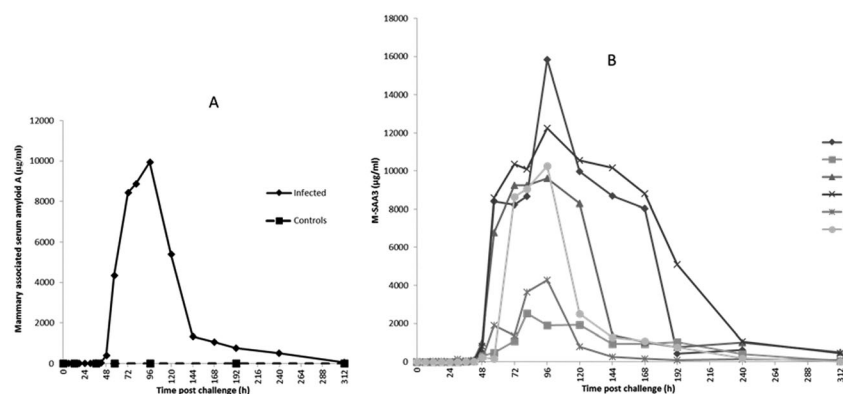 A
Mammary associated serum amyloid A (µg/ml)
12000
10000
8000
6000
4000
2000
0
Infected
Controls
0 24 48 72 96 120 144 168 192 216 240 264 288 312
Time post challenge (h)
B
M-SAA3 (µg/ml)
18000
16000
14000
12000
10000
8000
6000
4000
2000
0
0 24 48 72 96 120 144 168 192 240 264 288 312
Time post challenge (h)